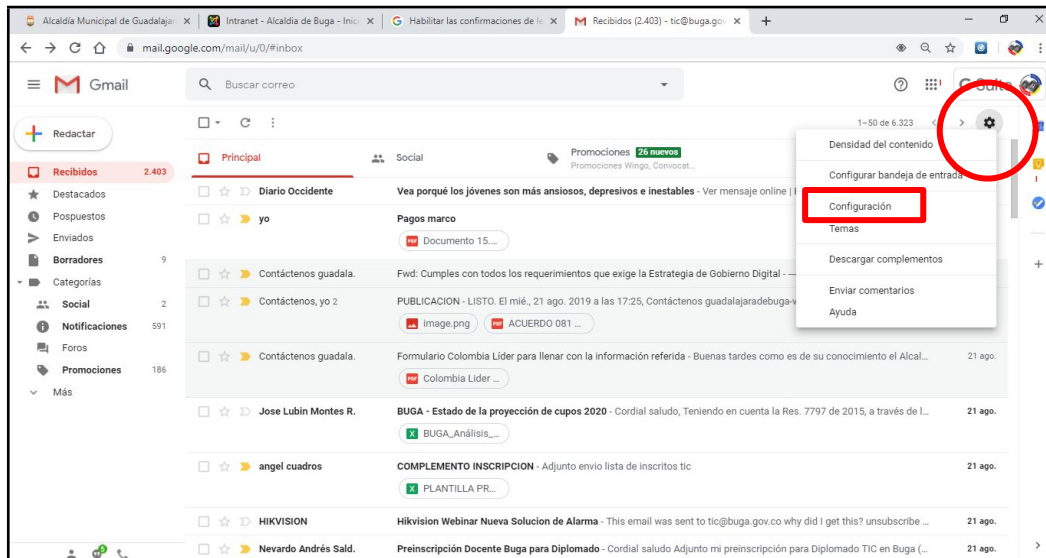 Alcaldía Municipal de Guadalajar
Intranet - Alcaldia de Buga - Inici
Habilitar las confirmaciones de le
Recibidos (2.403) - tic@buga.gov
mail.google.com/mail/u/0/#inbox
Gmail
Buscar correo
G Suite
Redactar
1–50 de 6.323
Recibidos 2.403
Destacados
Pospuestos
Enviados
Borradores 9
Categorías
Social 2
Notificaciones 591
Foros
Promociones 186
Más
Principal
Social
Promociones 26 nuevos
Promociones Wingo, Convocat...
Densidad del contenido
Configurar bandeja de entrada
Configuración
Temas
Descargar complementos
Enviar comentarios
Ayuda
Diario Occidente Vea porqué los jóvenes son más ansiosos, depresivos e inestables - Ver mensaje online |
yo Pagos marco
PDF Documento 15....
Contáctenos guadala. Fwd: Cumples con todos los requerimientos que exige la Estrategia de Gobierno Digital -
Contáctenos, yo 2 PUBLICACION - LISTO. El mié., 21 ago. 2019 a las 17:25, Contáctenos guadalajaradebuga-v
image.png PDF ACUERDO 081 ...
Contáctenos guadala. Formulario Colombia Líder para llenar con la información referida - Buenas tardes como es de su conocimiento el Alcal... 21 ago.
PDF Colombia Lider ...
Jose Lubin Montes R. BUGA - Estado de la proyección de cupos 2020 - Cordial saludo, Teniendo en cuenta la Res. 7797 de 2015, a través de l... 21 ago.
X BUGA_Análisis_...
angel cuadros COMPLEMENTO INSCRIPCION - Adjunto envio lista de inscritos tic 21 ago.
X PLANTILLA PR...
HIKVISION Hikvision Webinar Nueva Solucion de Alarma - This email was sent to tic@buga.gov.co why did I get this? unsubscribe ... 21 ago.
Nevardo Andrés Sald. Preinscripción Docente Buga para Diplomado - Cordial saludo Adjunto mi preinscripción para Diplomado TIC en Buga (... 21 ago.